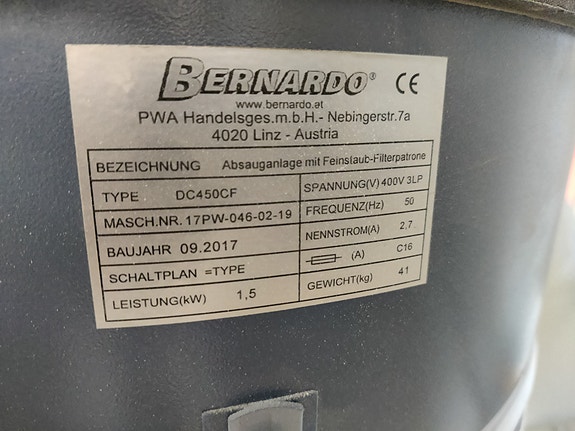 BERNARDO® CE
www.bernardo.at
PWA Handelsges.m.b.H.- Nebingerstr.7a
4020 Linz - Austria
BEZEICHNUNG Absauganlage mit Feinstaub-Filterpatrone
TYPE DC450CF
MASCH.NR. 17PW-046-02-19
BAUJAHR 09.2017
SCHALTPLAN =TYPE
LEISTUNG(kW) 1,5
SPANNUNG(V) 400V 3LP
FREQUENZ(Hz) 50
NENNSTROM(A) 2,7
(A) C16
GEWICHT(kg) 41